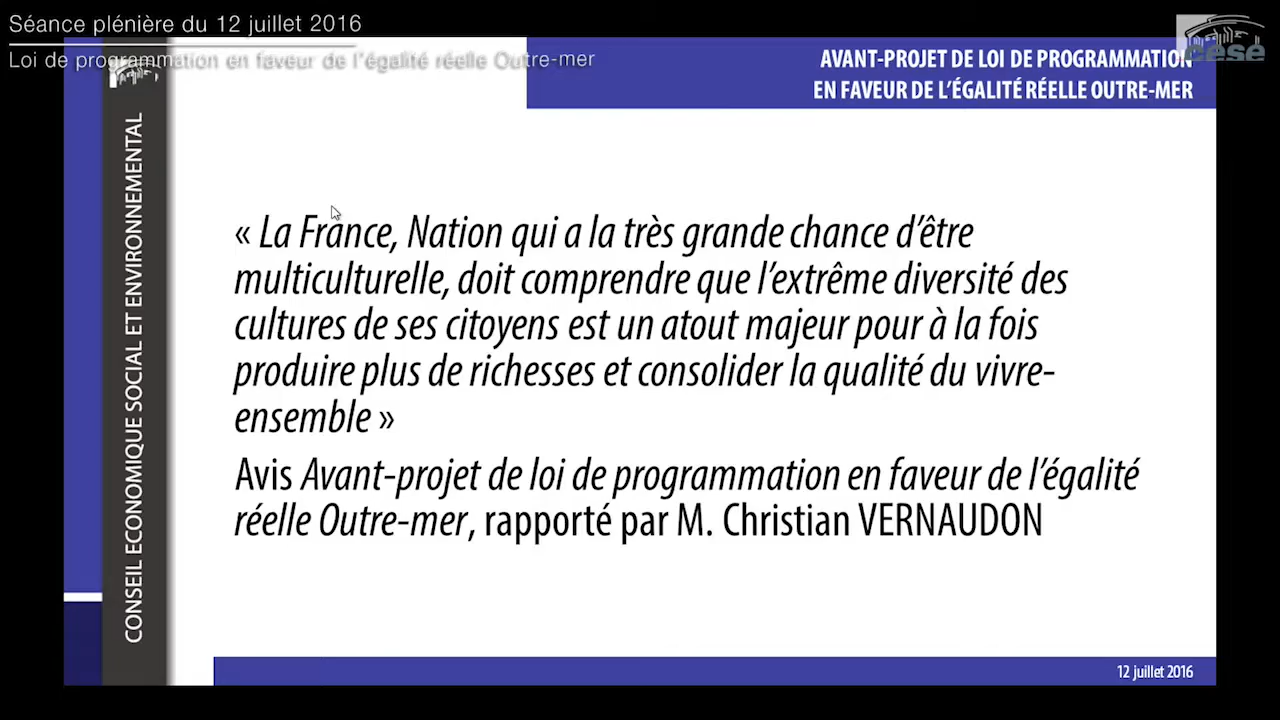 Séance plénière du 12 juillet 2016
Loi de programmation en faveur de l'égalité réelle Outre-mer
cese
AVANT-PROJET DE LOI DE PROGRAMMATION
EN FAVEUR DE L'ÉGALITÉ RÉELLE OUTRE-MER
CONSEIL ECONOMIQUE SOCIAL ET ENVIRONNEMENTAL
« La France, Nation qui a la très grande chance d'être
multiculturelle, doit comprendre que l'extrême diversité des
cultures de ses citoyens est un atout majeur pour à la fois
produire plus de richesses et consolider la qualité du vivre-
ensemble »
Avis Avant-projet de loi de programmation en faveur de l'égalité
réelle Outre-mer, rapporté par M. Christian VERNAUDON
12 juillet 2016